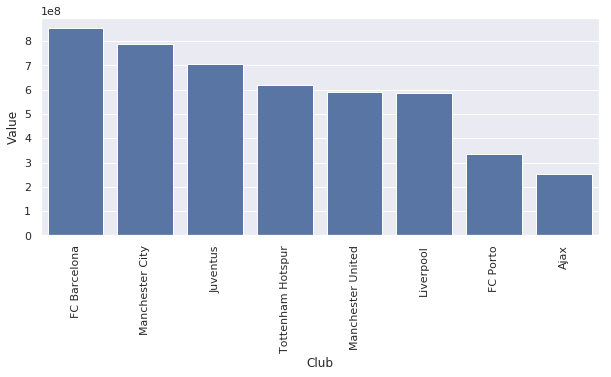 1e8
8
7
6
5
4
3
2
1
0
Value
FC Barcelona
Manchester City
Juventus
Tottenham Hotspur
Manchester United
Liverpool
FC Porto
Ajax
Club